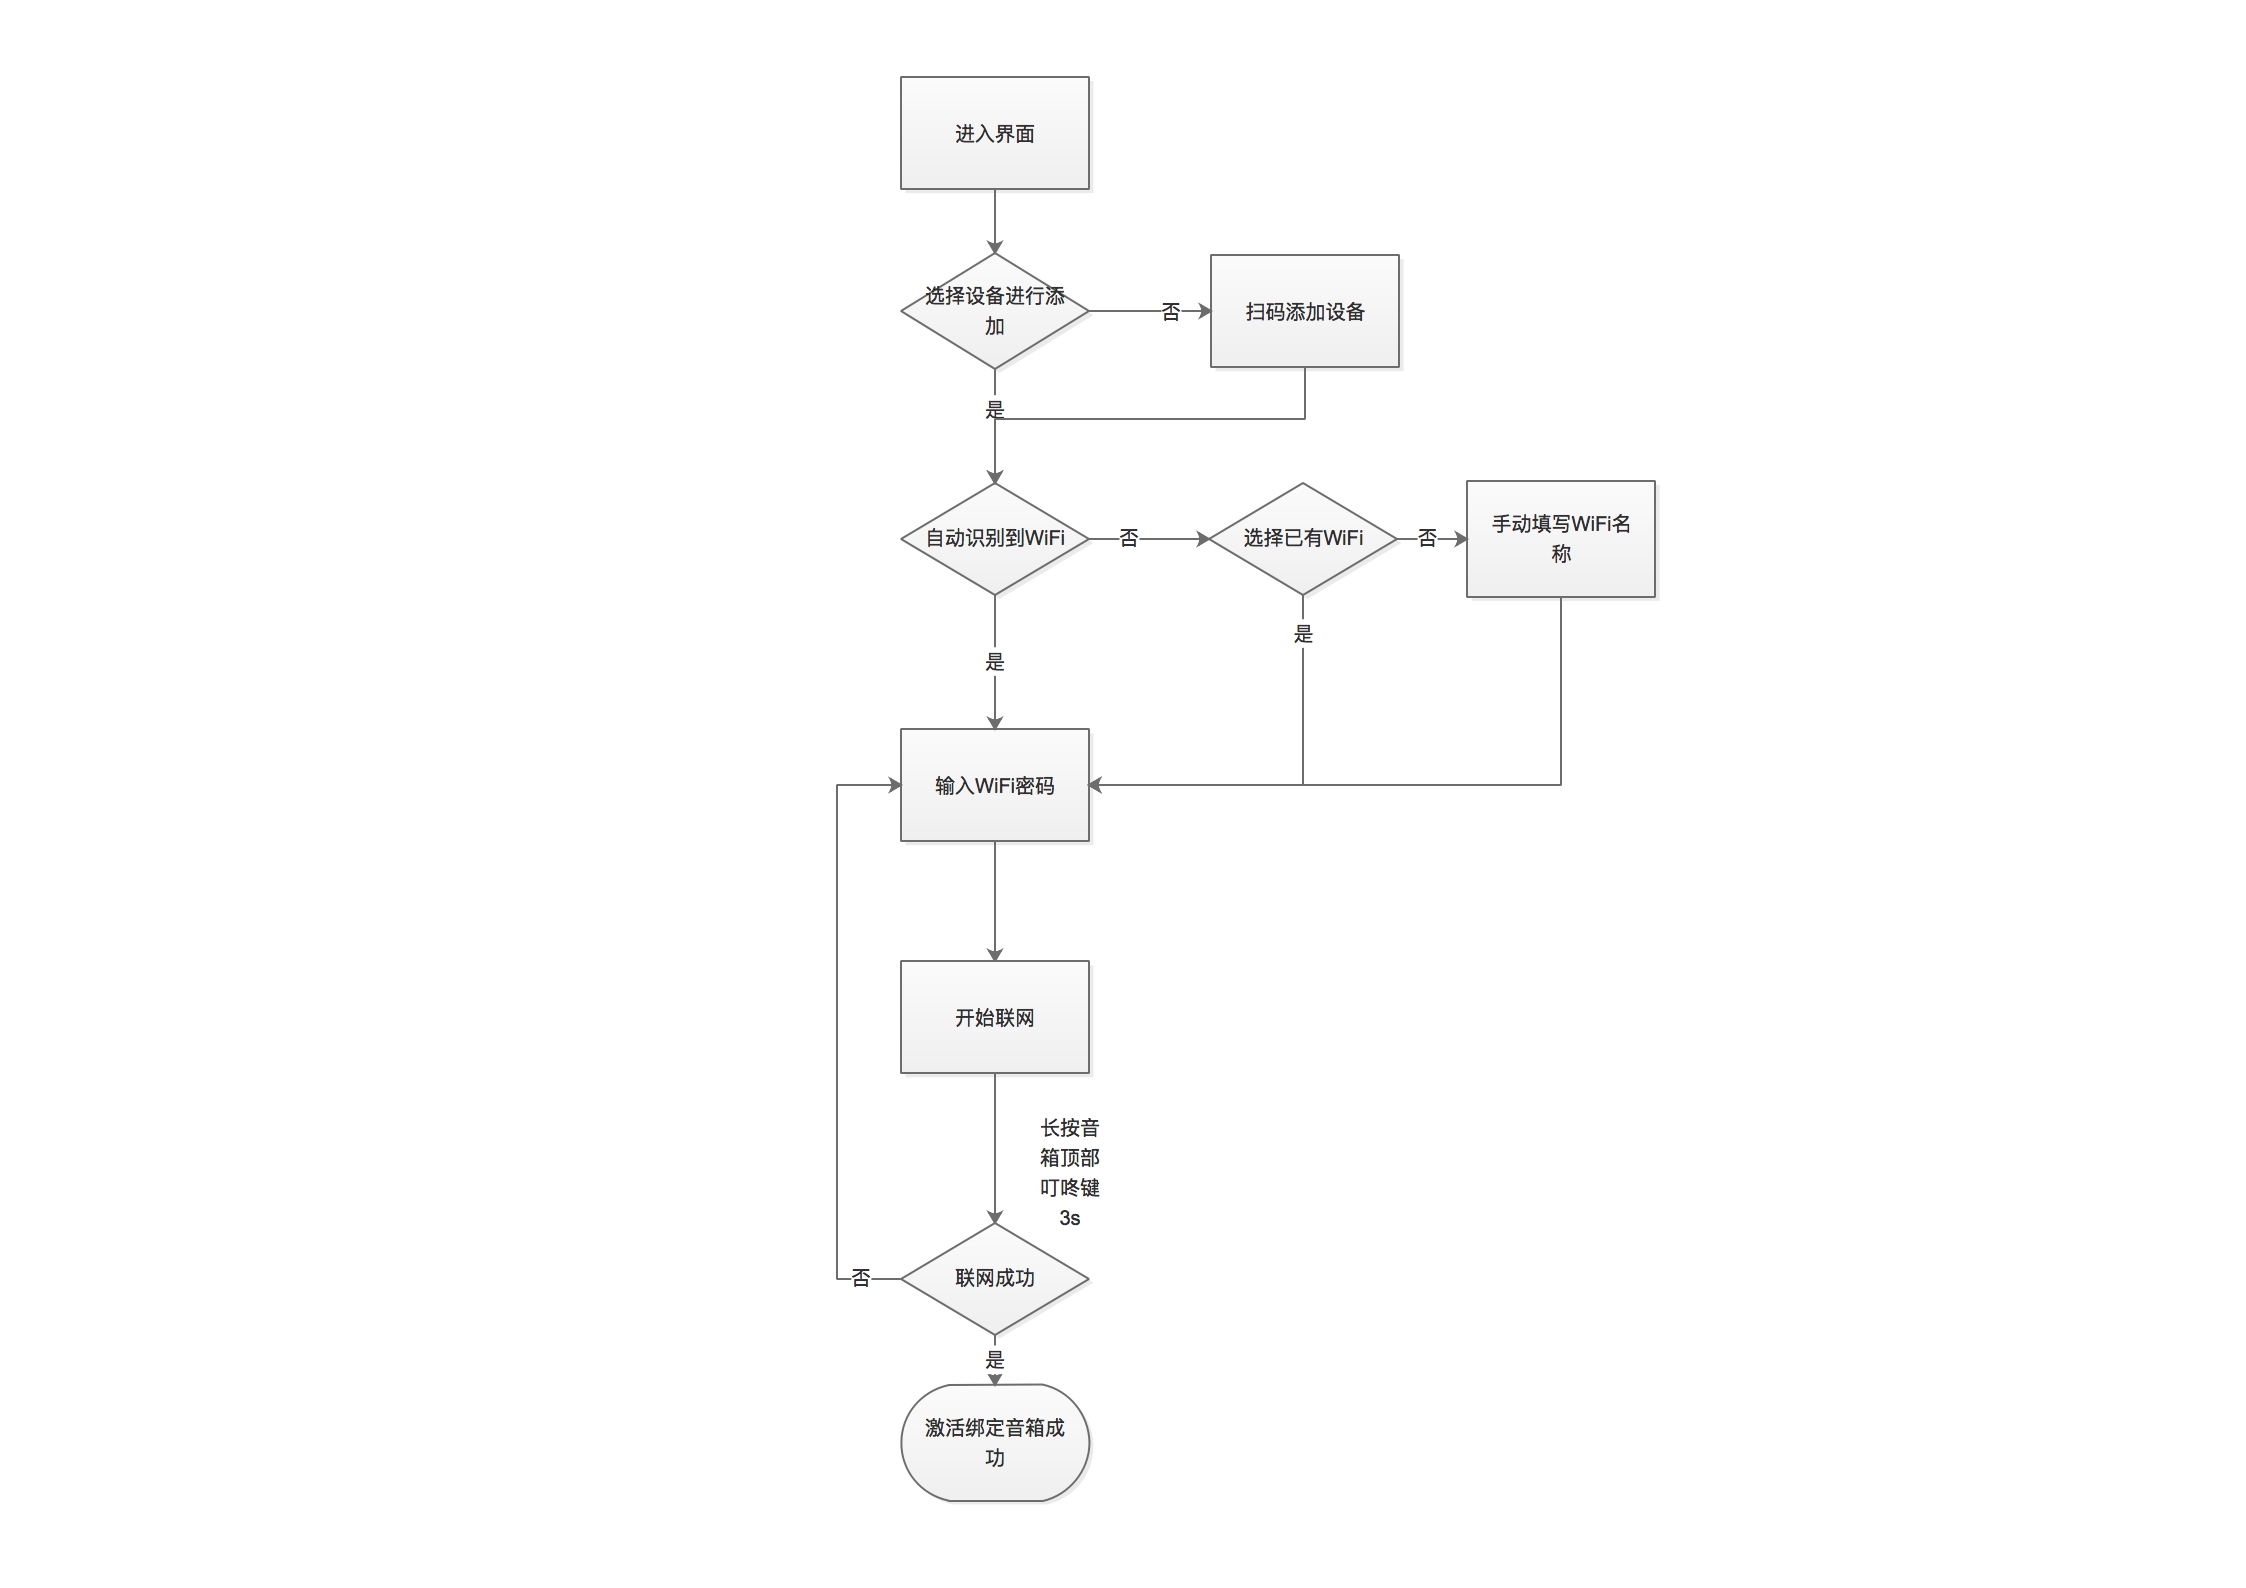 进入界面
选择设备进行添
加
否
扫码添加设备
是
自动识别到WiFi
否
选择已有WiFi
否
手动填写WiFi名
称
是
是
输入WiFi密码
开始联网
长按音
箱顶部
叮咚键
3s
联网成功
否
是
激活绑定音箱成
功